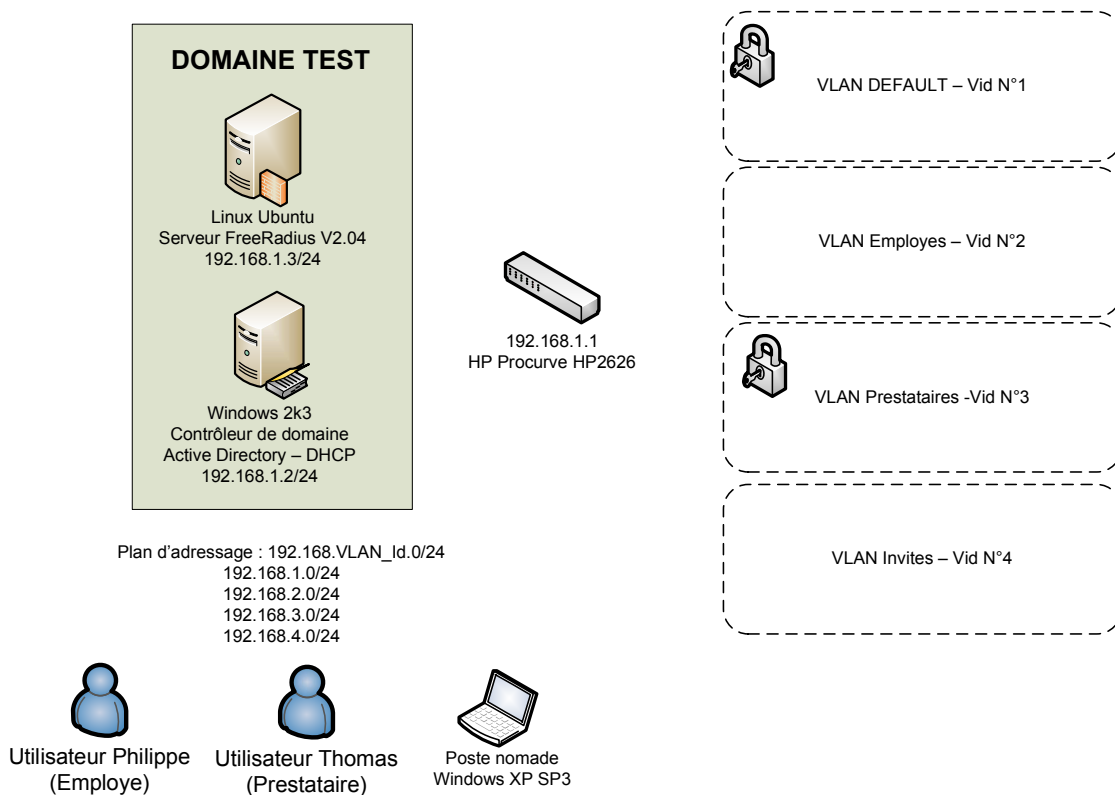 DOMAINE TEST
Linux Ubuntu
Serveur FreeRadius V2.04
192.168.1.3/24
Windows 2k3
Contrôleur de domaine
Active Directory – DHCP
192.168.1.2/24
192.168.1.1
HP Procurve HP2626
VLAN DEFAULT – Vid N°1
VLAN Employes – Vid N°2
VLAN Prestataires -Vid N°3
VLAN Invites – Vid N°4
Plan d’adressage : 192.168.VLAN_Id.0/24
192.168.1.0/24
192.168.2.0/24
192.168.3.0/24
192.168.4.0/24
Utilisateur Philippe
(Employe)
Utilisateur Thomas
(Prestataire)
Poste nomade
Windows XP SP3